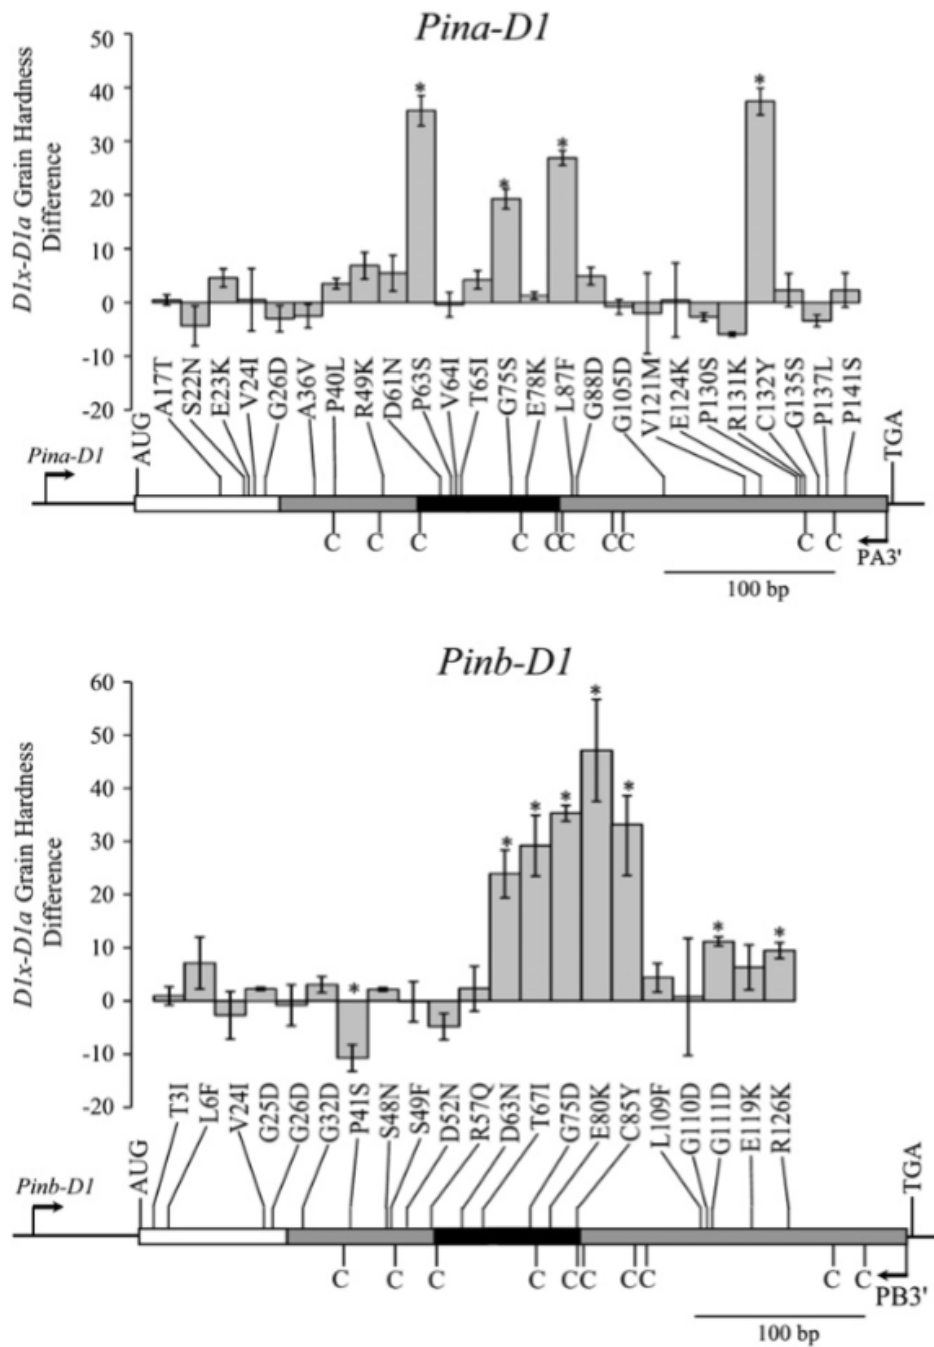 Pina-D1
D1x-D1a Grain Hardness
Difference
50
40
30
20
10
0
-10
-20
*
*
*
*
A17T
S22N
E23K
V24I
G26D
A36V
P40L
R49K
D61N
P63S
V64I
T65I
G75S
E78K
L87F
G88D
G105D
V121M
E124K
P130S
R131K
C132Y
G135S
P137L
P141S
Pina-D1
AUG
TGA
C C C C CC CC C C
PA3'
100 bp
Pinb-D1
D1x-D1a Grain Hardness
Difference
60
50
40
30
20
10
0
-10
-20
*
*
*
*
*
*
*
*
T3I
L6F
V24I
G25D
G26D
G32D
P41S
S48N
S49F
D52N
R57Q
D63N
T67I
G75D
E80K
C85Y
L109F
G110D
G111D
E119K
R126K
Pinb-D1
AUG
TGA
C C C C CC CC C C
PB3'
100 bp